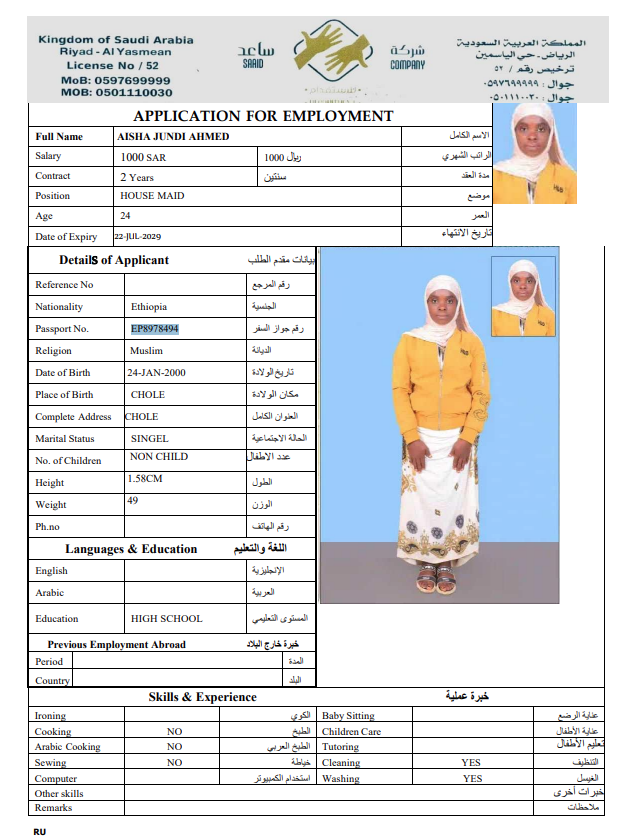 Kingdom of Saudi Arabia
Riyad - Al Yasmean
License No / 52
MoB: 0597699999
MOB: 0501110030
ساعد
SAAID
شركة
COMPANY
للاستقدام
المملكة العربية السعودية
الرياض - حي الياسمين
ترخيص رقم / ٥٢
جوال : ٠٥٩٧٦٩٩٩٩٩
جوال : ٠٥٠١١١٠٠٣٠
APPLICATION FOR EMPLOYMENT
Full Name AISHA JUNDI AHMED الاسم الكامل
Salary 1000 SAR 1000 ريال الراتب الشهري
Contract 2 Years سنتين مدة العقد
Position HOUSE MAID موضع
Age 24 العمر
Date of Expiry 22-JUL-2029 تاريخ الانتهاء
Details of Applicant بيانات مقدم الطلب
Reference No رقم المرجع
Nationality Ethiopia الجنسية
Passport No. EP8978494 رقم جواز السفر
Religion Muslim الديانة
Date of Birth 24-JAN-2000 تاريخ الولادة
Place of Birth CHOLE مكان الولادة
Complete Address CHOLE العنوان الكامل
Marital Status SINGEL الحالة الاجتماعية
No. of Children NON CHILD عدد الاطفال
Height 1.58CM الطول
Weight 49 الوزن
Ph.no رقم الهاتف
Languages & Education اللغة والتعليم
English الإنجليزية
Arabic العربية
Education HIGH SCHOOL المستوى التعليمي
Previous Employment Abroad خبرة خارج البلاد
Period المدة
Country البلد
Skills & Experience خبرة عملية
Ironing الكوي Baby Sitting عناية الرضع
Cooking NO الطبخ Children Care عناية الأطفال
Arabic Cooking NO الطبخ العربي Tutoring تعليم الأطفال
Sewing NO خياطة Cleaning YES التنظيف
Computer استخدام الكمبيوتر Washing YES الغسيل
Other skills خبرات أخرى
Remarks ملاحظات
RU